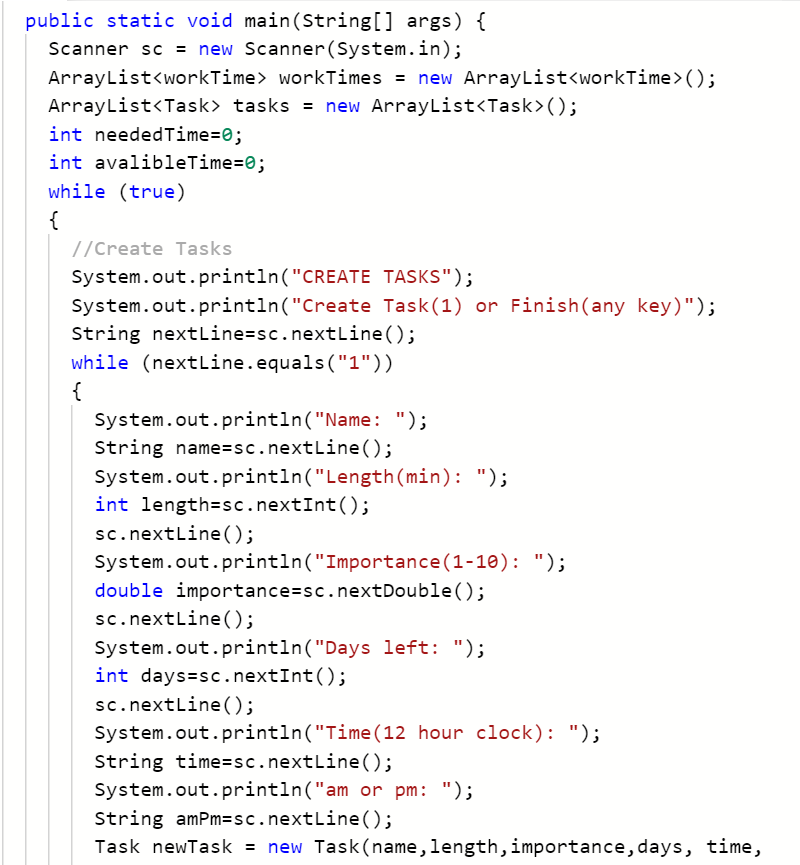 public static void main(String[] args) {
Scanner sc = new Scanner(System.in);
ArrayList<workTime> workTimes = new ArrayList<workTime>();
ArrayList<Task> tasks = new ArrayList<Task>();
int neededTime=0;
int avalibleTime=0;
while (true)
{
//Create Tasks
System.out.println("CREATE TASKS");
System.out.println("Create Task(1) or Finish(any key)");
String nextLine=sc.nextLine();
while (nextLine.equals("1"))
{
System.out.println("Name: ");
String name=sc.nextLine();
System.out.println("Length(min): ");
int length=sc.nextInt();
sc.nextLine();
System.out.println("Importance(1-10): ");
double importance=sc.nextDouble();
sc.nextLine();
System.out.println("Days left: ");
int days=sc.nextInt();
sc.nextLine();
System.out.println("Time(12 hour clock): ");
String time=sc.nextLine();
System.out.println("am or pm: ");
String amPm=sc.nextLine();
Task newTask = new Task(name,length,importance,days, time,